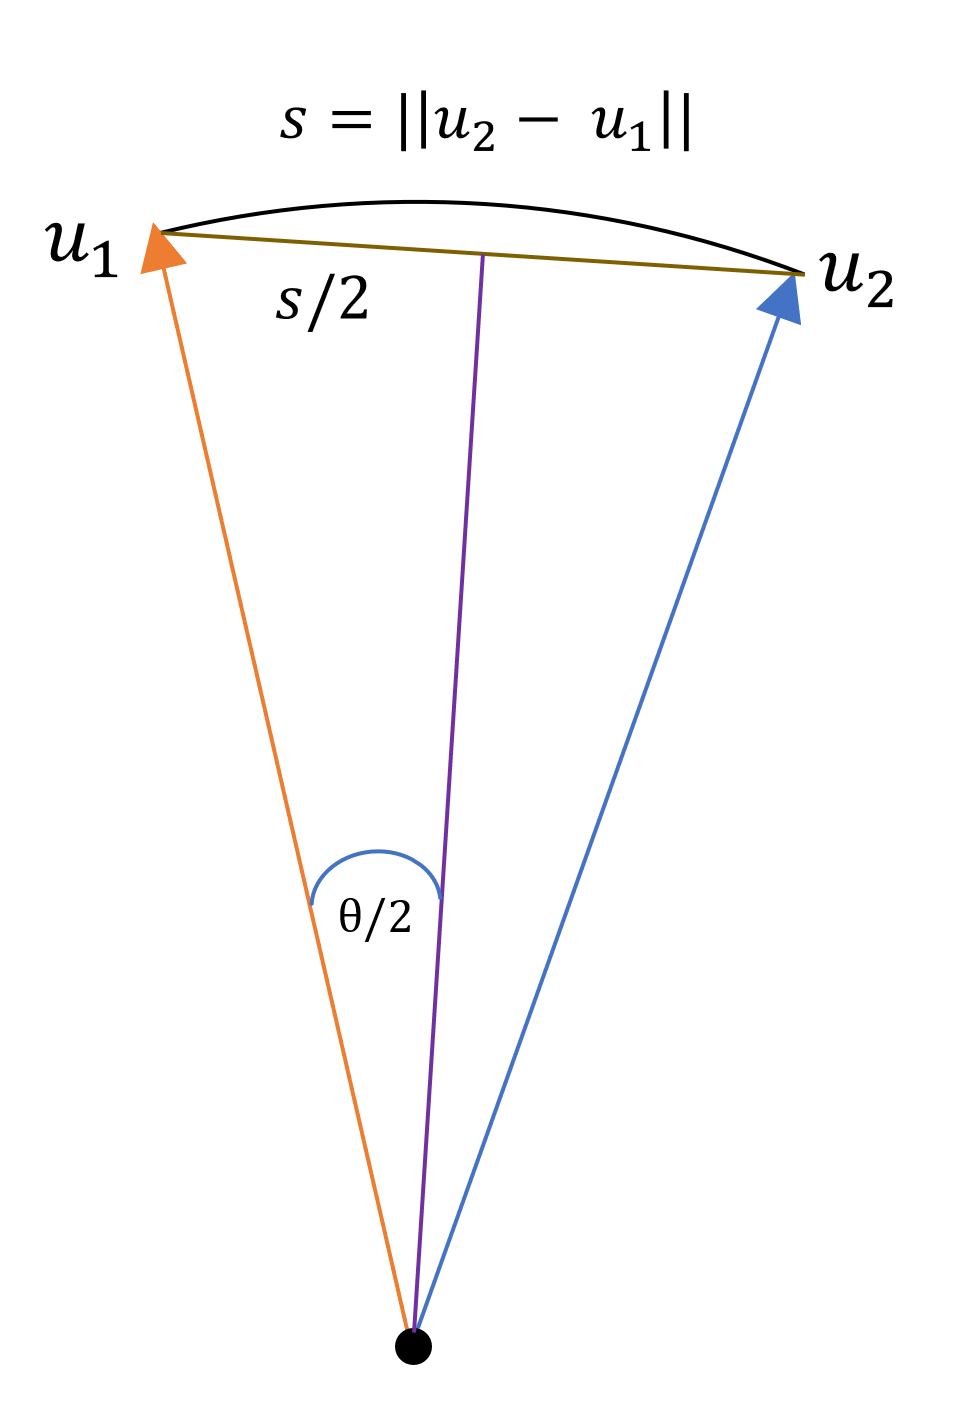 s = ||u₂ − u₁||
u₁
u₂
s/2
θ/2